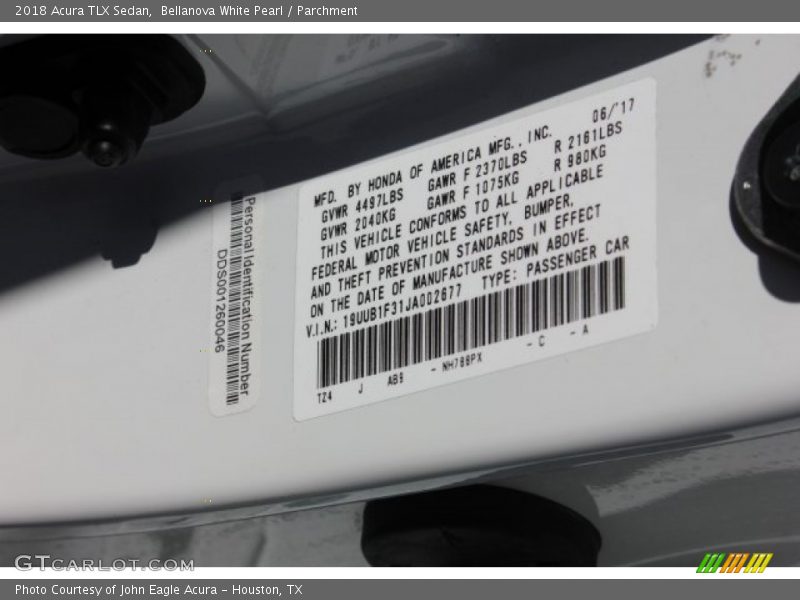 2018 Acura TLX Sedan,  Bellanova White Pearl / Parchment
06/'17
MFD. BY HONDA OF AMERICA MFG., INC.
GVWR 4497LBS GAWR F 2370LBS R 2161LBS
GVWR 2040KG GAWR F 1075KG R 980KG
THIS VEHICLE CONFORMS TO ALL APPLICABLE
FEDERAL MOTOR VEHICLE SAFETY, BUMPER,
AND THEFT PREVENTION STANDARDS IN EFFECT
ON THE DATE OF MANUFACTURE SHOWN ABOVE.
V.I.N.: 19UUB1F31JA002677 TYPE: PASSENGER CAR
TZ4 J AB9 - NH788PX - C - A
Personal Identification Number
DDS001260046
GTCARLOT.COM
Photo Courtesy of John Eagle Acura - Houston, TX